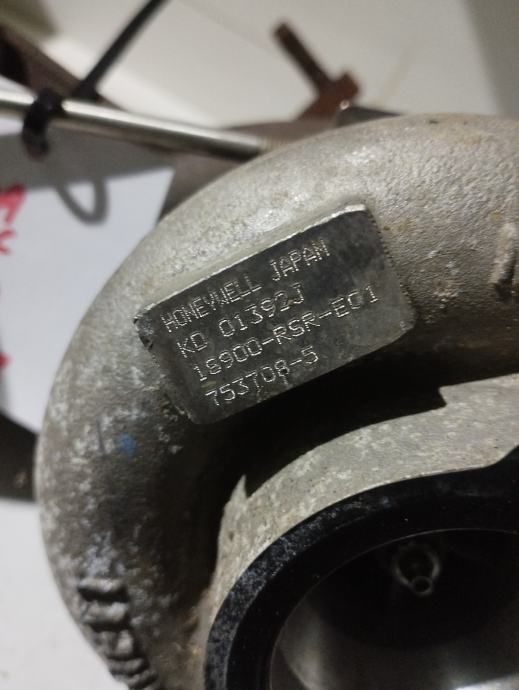 HONEYWELL JAPAN
KD 01392J
18900-RSR-E01
753708-5